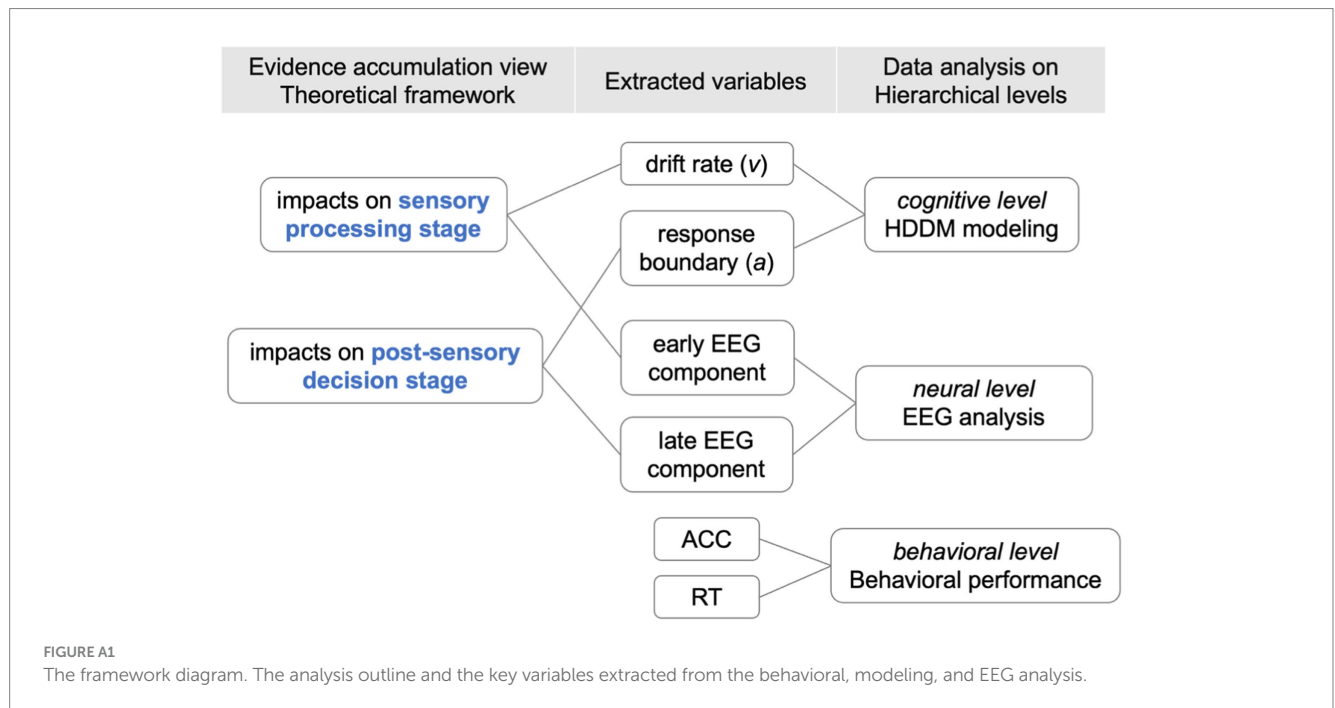 Evidence accumulation view
Theoretical framework
Extracted variables
Data analysis on
Hierarchical levels
impacts on sensory
processing stage
impacts on post-sensory
decision stage
drift rate (v)
response
boundary (a)
early EEG
component
late EEG
component
ACC
RT
cognitive level
HDDM modeling
neural level
EEG analysis
behavioral level
Behavioral performance
FIGURE A1
The framework diagram. The analysis outline and the key variables extracted from the behavioral, modeling, and EEG analysis.